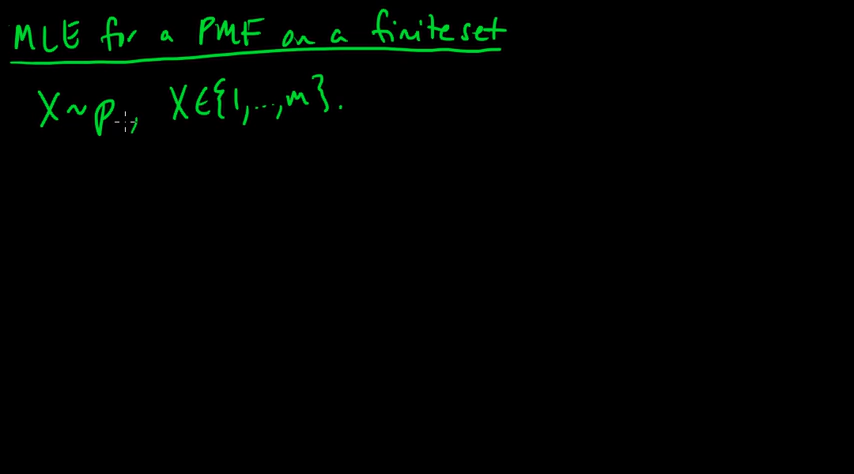 MLE for a PMF on a finite set
X ~ p, X ∈ {1,...,m}.